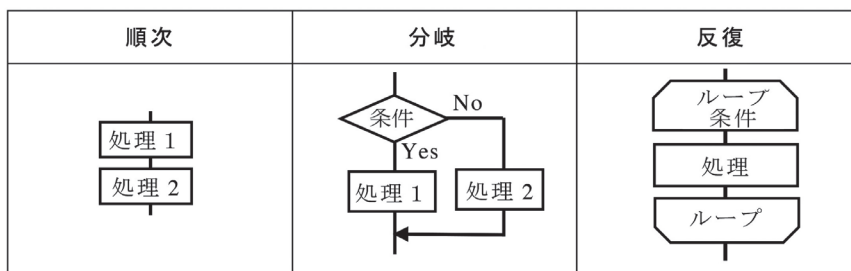 順次
分岐
反復
処理 1
処理 2
条件
No
Yes
処理 1
処理 2
ループ
条件
処理
ループ